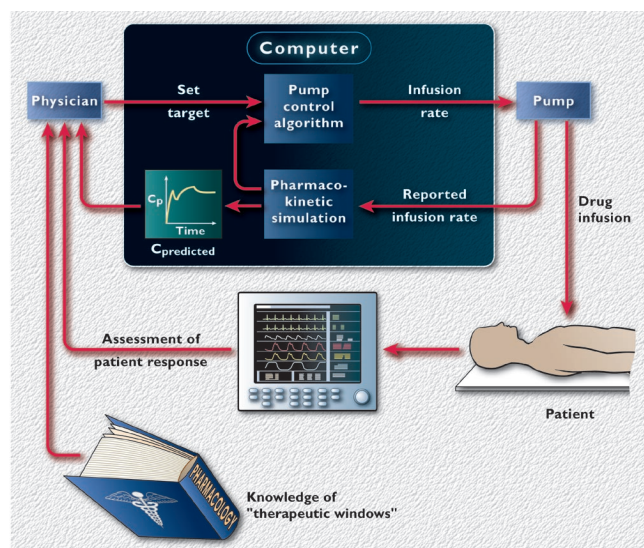 Computer
Physician
Set
target
Pump
control
algorithm
Infusion
rate
Pump
Cp
Time
Cpredicted
Pharmaco-
kinetic
simulation
Reported
infusion rate
Drug
infusion
Assessment of
patient response
Patient
PHARMACOLOGY
Knowledge of
"therapeutic windows"